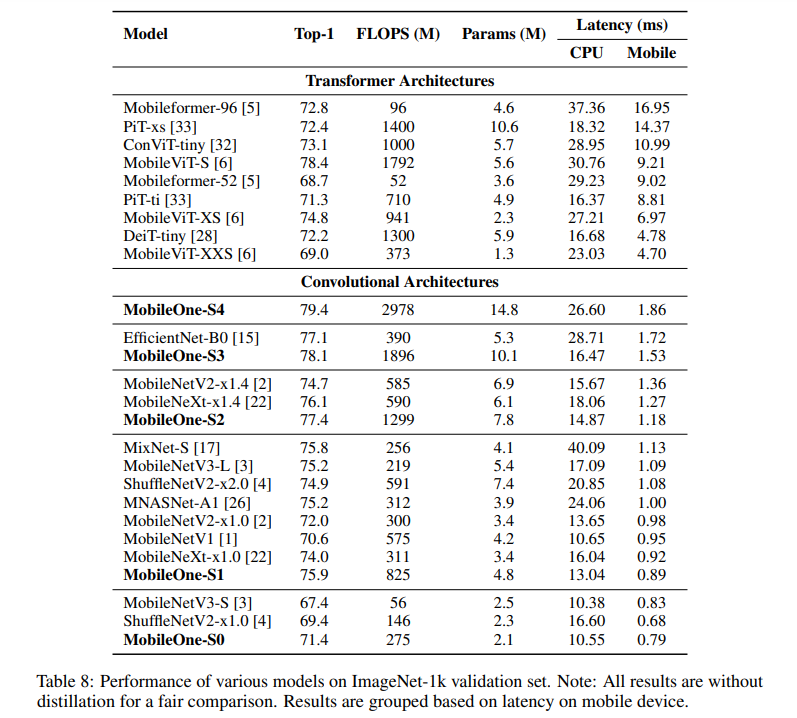 Model Top-1 FLOPS (M) Params (M) Latency (ms)
CPU Mobile
Transformer Architectures
Mobileformer-96 [5] 72.8 96 4.6 37.36 16.95
PiT-xs [33] 72.4 1400 10.6 18.32 14.37
ConViT-tiny [32] 73.1 1000 5.7 28.95 10.99
MobileViT-S [6] 78.4 1792 5.6 30.76 9.21
Mobileformer-52 [5] 68.7 52 3.6 29.23 9.02
PiT-ti [33] 71.3 710 4.9 16.37 8.81
MobileViT-XS [6] 74.8 941 2.3 27.21 6.97
DeiT-tiny [28] 72.2 1300 5.9 16.68 4.78
MobileViT-XXS [6] 69.0 373 1.3 23.03 4.70
Convolutional Architectures
MobileOne-S4 79.4 2978 14.8 26.60 1.86
EfficientNet-B0 [15] 77.1 390 5.3 28.71 1.72
MobileOne-S3 78.1 1896 10.1 16.47 1.53
MobileNetV2-x1.4 [2] 74.7 585 6.9 15.67 1.36
MobileNeXt-x1.4 [22] 76.1 590 6.1 18.06 1.27
MobileOne-S2 77.4 1299 7.8 14.87 1.18
MixNet-S [17] 75.8 256 4.1 40.09 1.13
MobileNetV3-L [3] 75.2 219 5.4 17.09 1.09
ShuffleNetV2-x2.0 [4] 74.9 591 7.4 20.85 1.08
MNASNet-A1 [26] 75.2 312 3.9 24.06 1.00
MobileNetV2-x1.0 [2] 72.0 300 3.4 13.65 0.98
MobileNetV1 [1] 70.6 575 4.2 10.65 0.95
MobileNeXt-x1.0 [22] 74.0 311 3.4 16.04 0.92
MobileOne-S1 75.9 825 4.8 13.04 0.89
MobileNetV3-S [3] 67.4 56 2.5 10.38 0.83
ShuffleNetV2-x1.0 [4] 69.4 146 2.3 16.60 0.68
MobileOne-S0 71.4 275 2.1 10.55 0.79
Table 8: Performance of various models on ImageNet-1k validation set. Note: All results are without
distillation for a fair comparison. Results are grouped based on latency on mobile device.